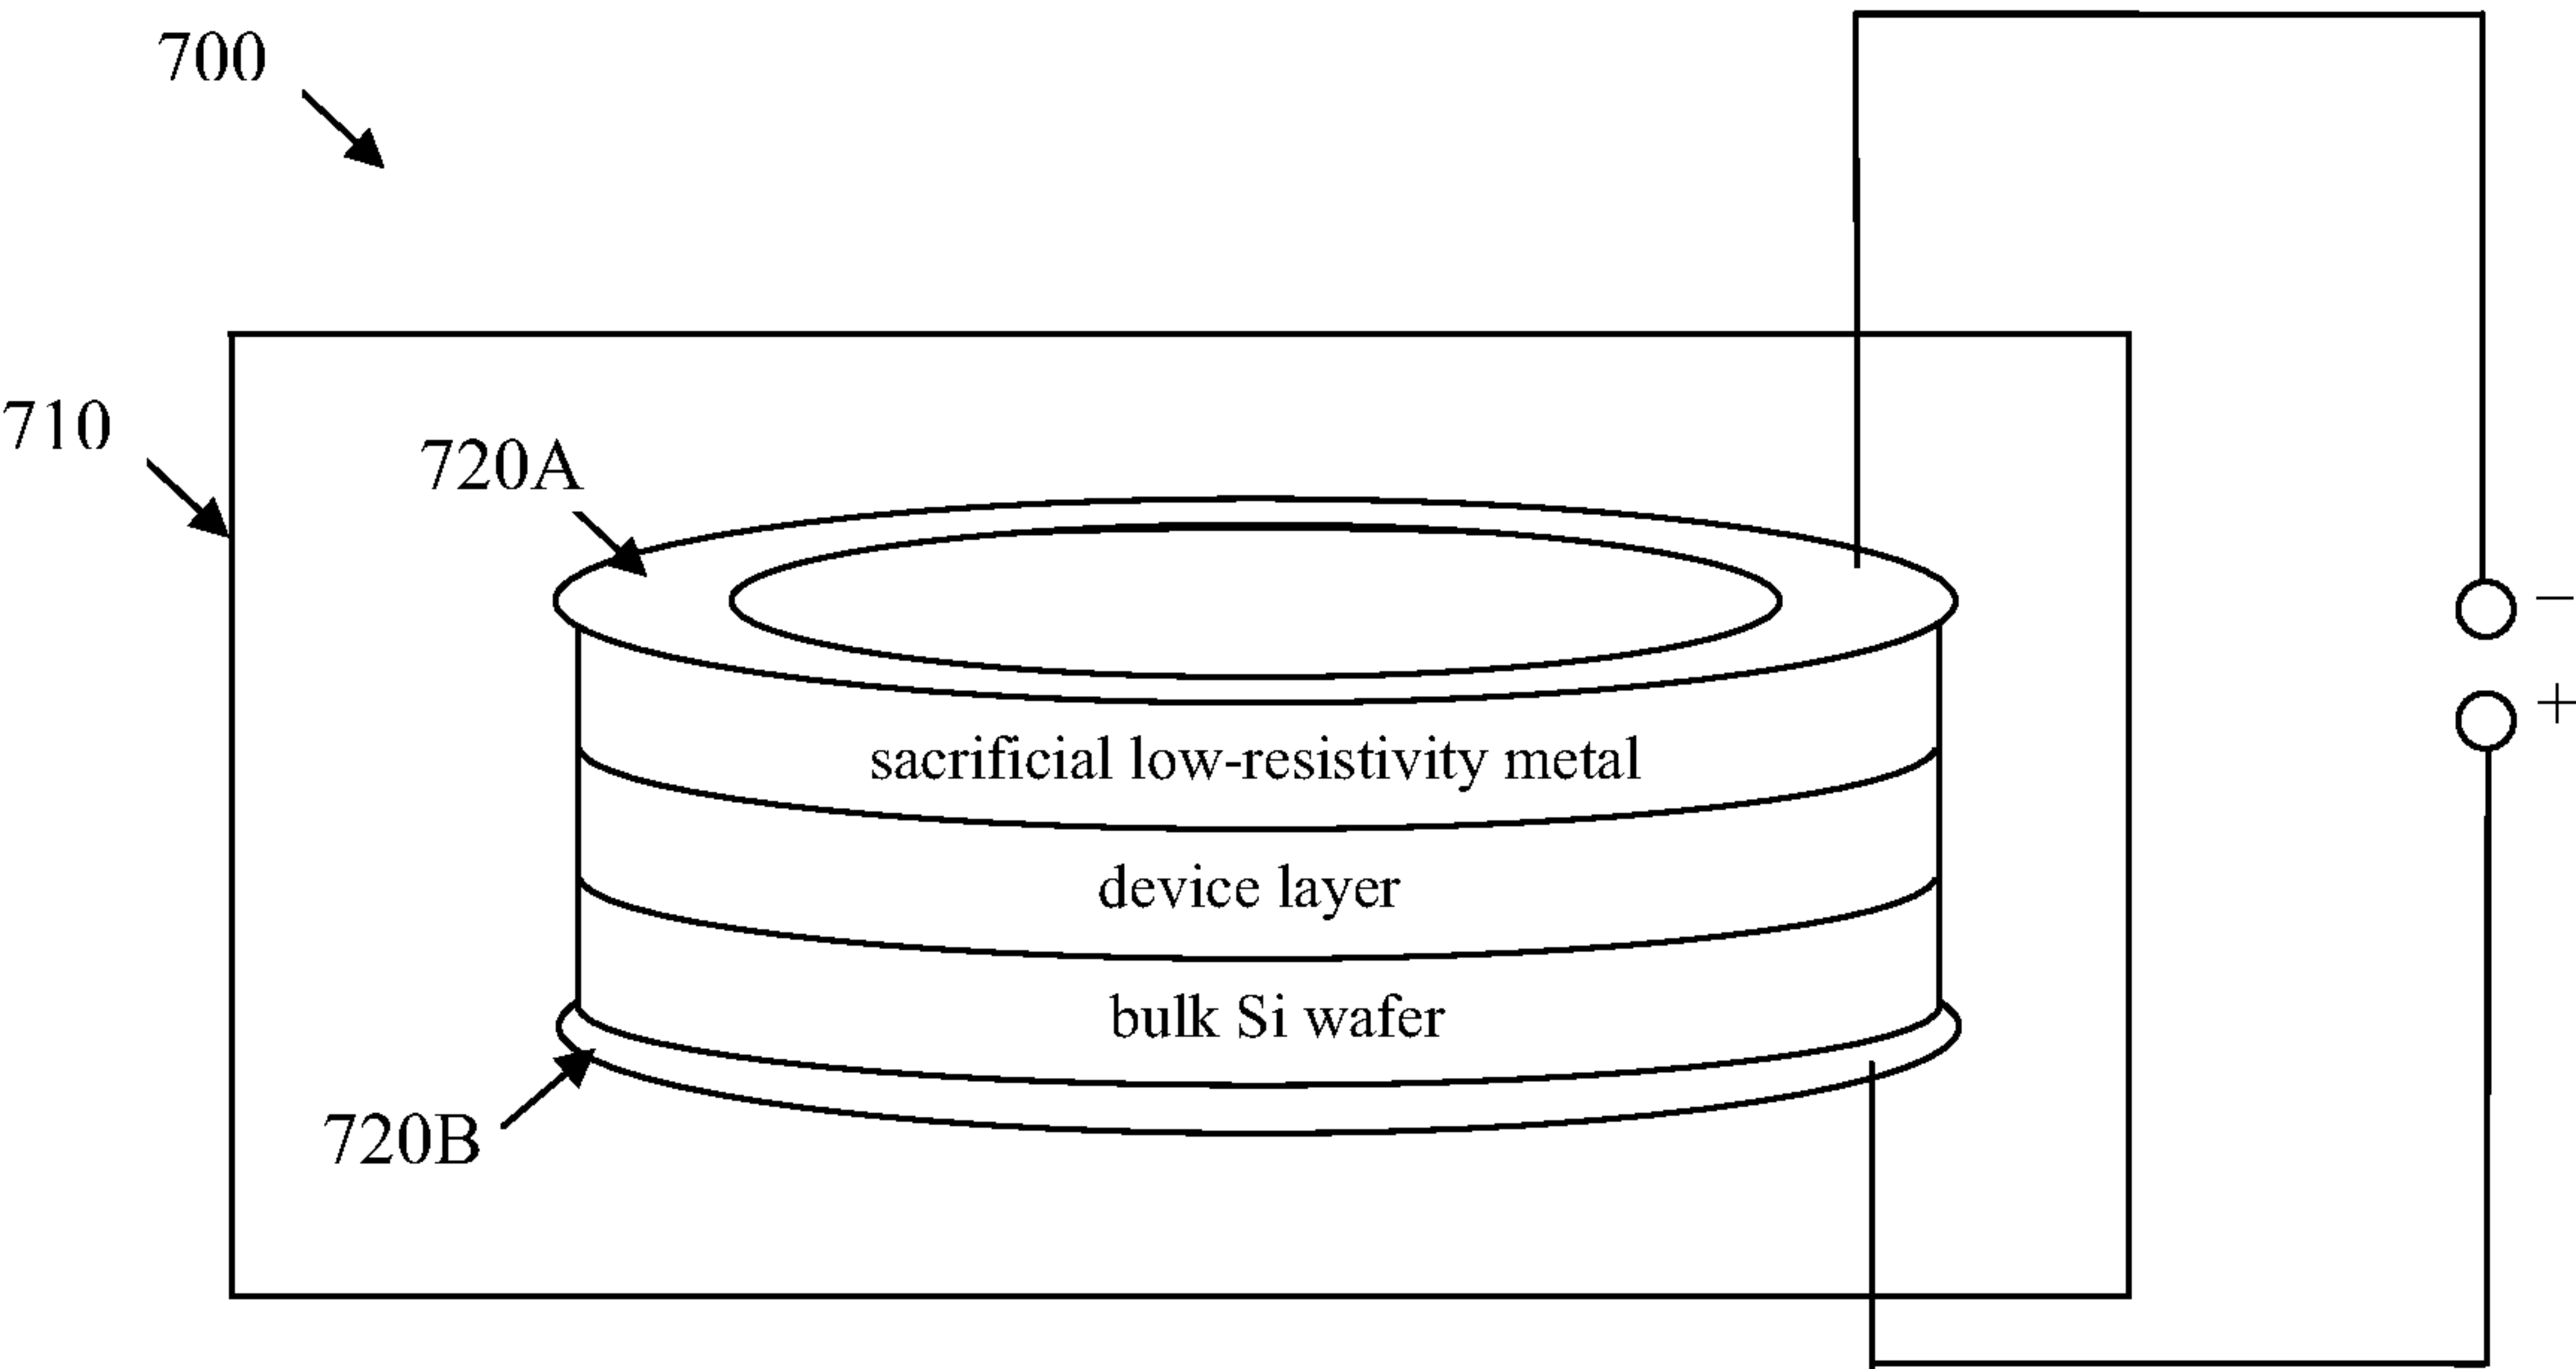 700
710
720A
−
+
sacrificial low-resistivity metal
device layer
bulk Si wafer
720B